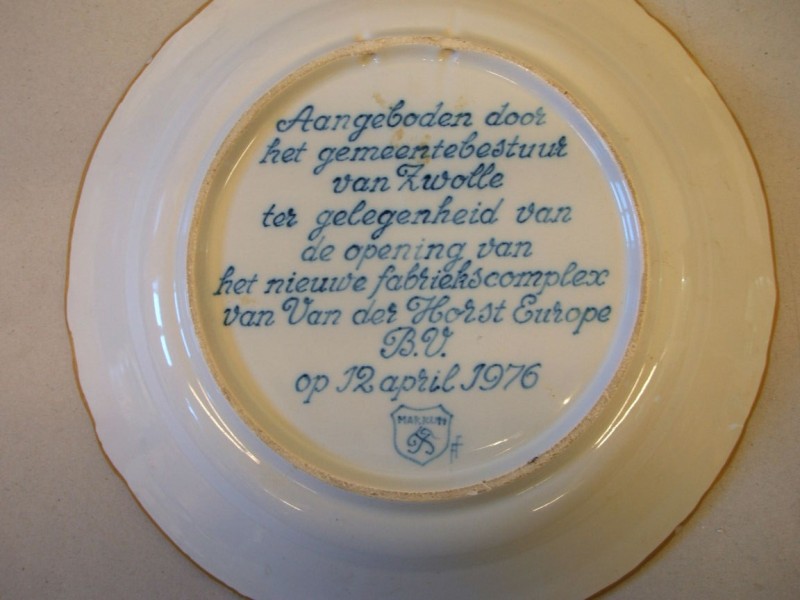 Aangeboden door
het gemeentebestuur
van Zwolle
ter gelegenheid van
de opening van
het nieuwe fabriekscomplex
van Van der Horst Europe
B.V.
op 12 april 1976
MAKKUM